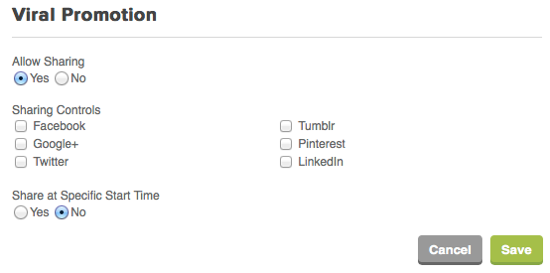 Viral Promotion
Allow Sharing
Yes No
Sharing Controls
Facebook Tumblr
Google+ Pinterest
Twitter LinkedIn
Share at Specific Start Time
Yes No
Cancel Save